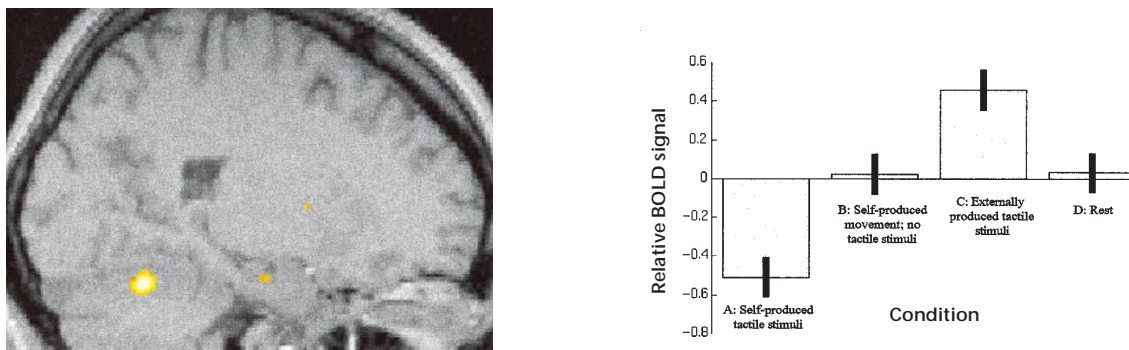 Relative BOLD signal
0.6
0.4
0.2
0
−0.2
−0.4
−0.6
−0.8
A: Self-produced
tactile stimuli
B: Self-produced
movement; no
tactile stimuli
C: Externally
produced tactile
stimuli
D: Rest
Condition